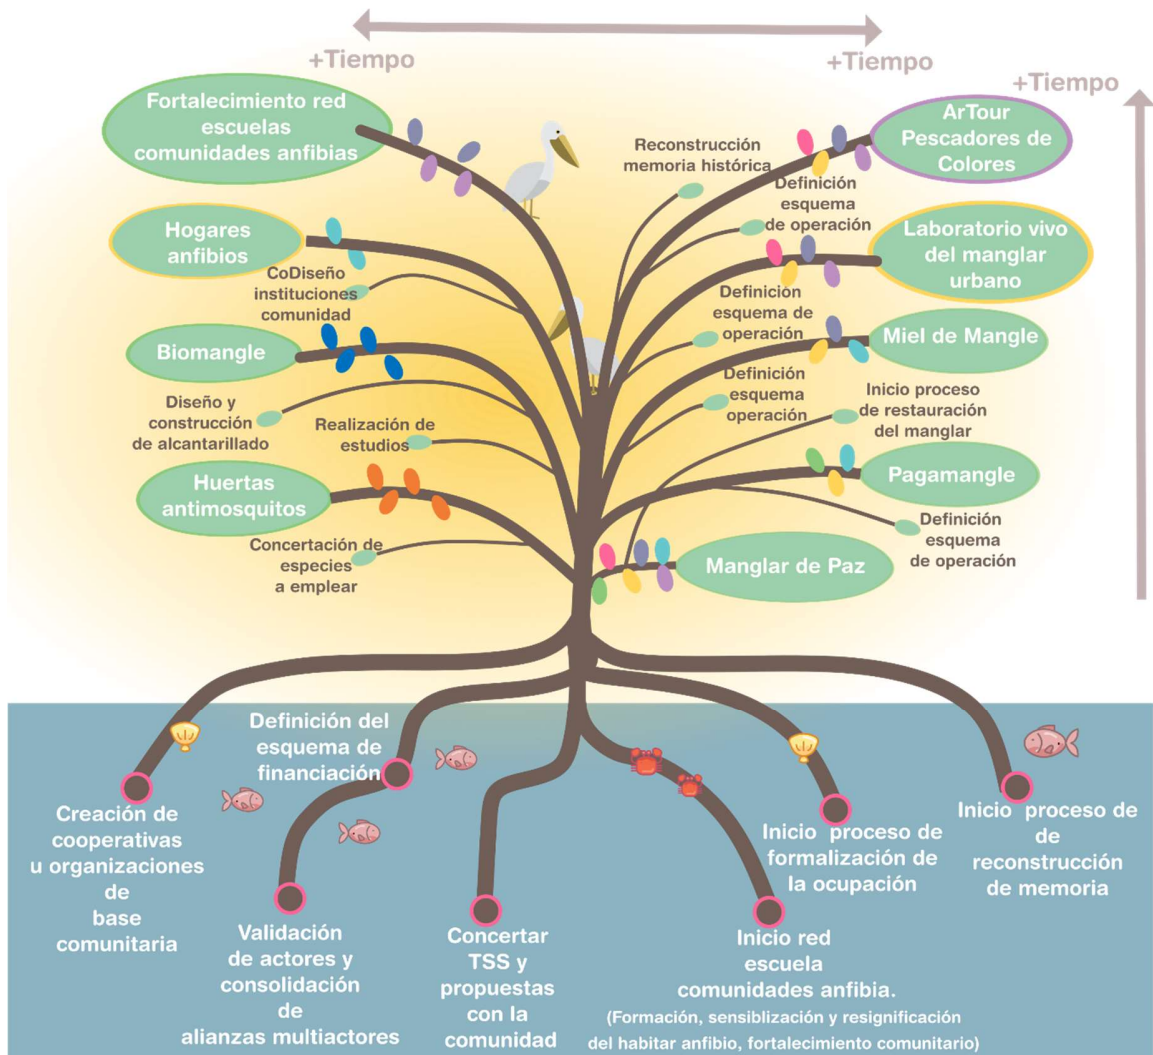 +Tiempo
+Tiempo
+Tiempo
Fortalecimiento red
escuelas
comunidades anfibias
Reconstrucción
memoria histórica
ArTour
Pescadores de
Colores
Definición
esquema
de operación
Hogares
anfibios
Laboratorio vivo
del manglar
urbano
CoDiseño
instituciones
comunidad
Definición
esquema de
operación
Miel de Mangle
Biomangle
Definición
esquema
operación
Inicio proceso
de restauración
del manglar
Diseño y
construcción
de alcantarillado
Realización de
estudios
Pagamangle
Huertas
antimosquitos
Definición
esquema
de operación
Concertación de
especies
a emplear
Manglar de Paz
Definición del
esquema de
financiación
Creación de
cooperativas
u organizaciones
de
base
comunitaria
Inicio proceso de
formalización de
la ocupación
Inicio proceso de
de
reconstrucción
de memoria
Validación
de actores y
consolidación
de
alianzas multiactores
Concertar
TSS y
propuestas
con la
comunidad
Inicio red
escuela
comunidades anfibia.
(Formación, sensiblización y resignificación
del habitar anfibio, fortalecimiento comunitario)